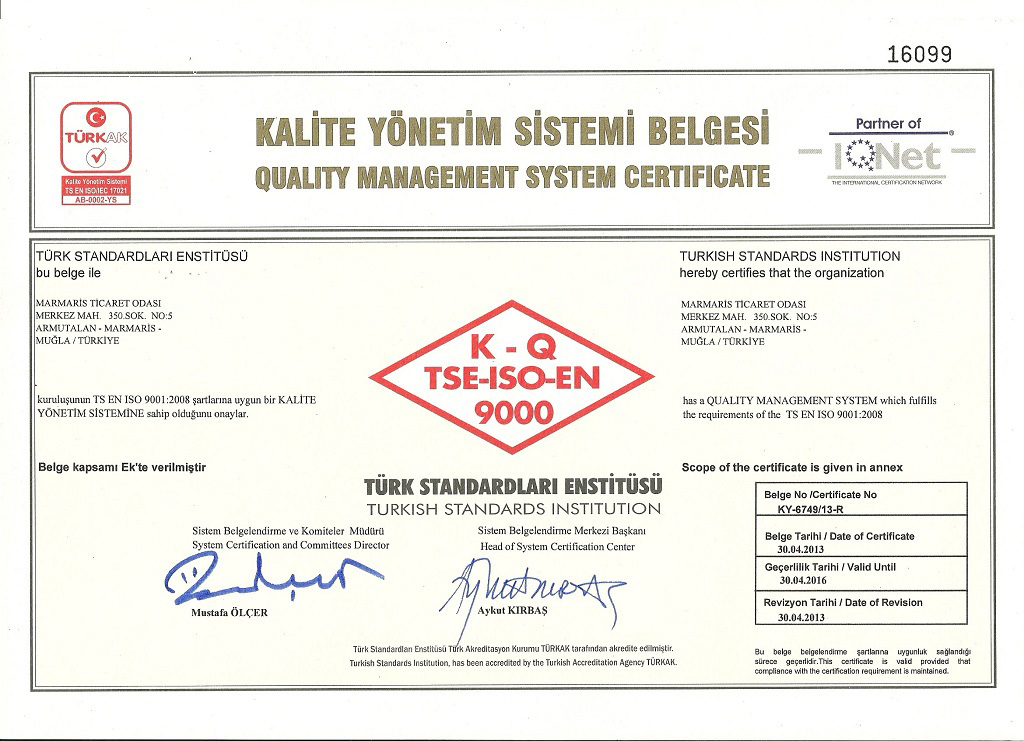 16099
TÜRKAK
Kalite Yönetim Sistemi
TS EN ISO/IEC 17021
AB-0002-YS
KALİTE YÖNETİM SİSTEMİ BELGESİ
QUALITY MANAGEMENT SYSTEM CERTIFICATE
Partner of
IQNet
THE INTERNATIONAL CERTIFICATION NETWORK
TÜRK STANDARDLARI ENSTİTÜSÜ
bu belge ile
MARMARİS TİCARET ODASI
MERKEZ MAH. 350.SOK. NO:5
ARMUTALAN - MARMARİS -
MUĞLA / TÜRKİYE
kuruluşunun TS EN ISO 9001:2008 şartlarına uygun bir KALİTE
YÖNETİM SİSTEMİNE sahip olduğunu onaylar.
Belge kapsamı Ek'te verilmiştir
K - Q
TSE-ISO-EN
9000
TURKISH STANDARDS INSTITUTION
hereby certifies that the organization
MARMARİS TİCARET ODASI
MERKEZ MAH. 350.SOK. NO:5
ARMUTALAN - MARMARİS -
MUĞLA / TÜRKİYE
has a QUALITY MANAGEMENT SYSTEM which fulfills
the requirements of the TS EN ISO 9001:2008
Scope of the certificate is given in annex
TÜRK STANDARDLARI ENSTİTÜSÜ
TURKISH STANDARDS INSTITUTION
Sistem Belgelendirme ve Komiteler Müdürü
System Certification and Committees Director
Mustafa ÖLÇER
Sistem Belgelendirme Merkezi Başkanı
Head of System Certification Center
Aykut KIRBAŞ
Belge No /Certificate No
KY-6749/13-R
Belge Tarihi / Date of Certificate
30.04.2013
Geçerlilik Tarihi / Valid Until
30.04.2016
Revizyon Tarihi / Date of Revision
30.04.2013
Türk Standardları Enstitüsü Türk Akreditasyon Kurumu TÜRKAK tarafından akredite edilmiştir.
Turkish Standards Institution, has been accredited by the Turkish Accreditation Agency TÜRKAK.
Bu belge belgelendirme şartlarına uygunluk sağlandığı
sürece geçerlidir.This certificate is valid provided that
compliance with the certification requirement is maintained.